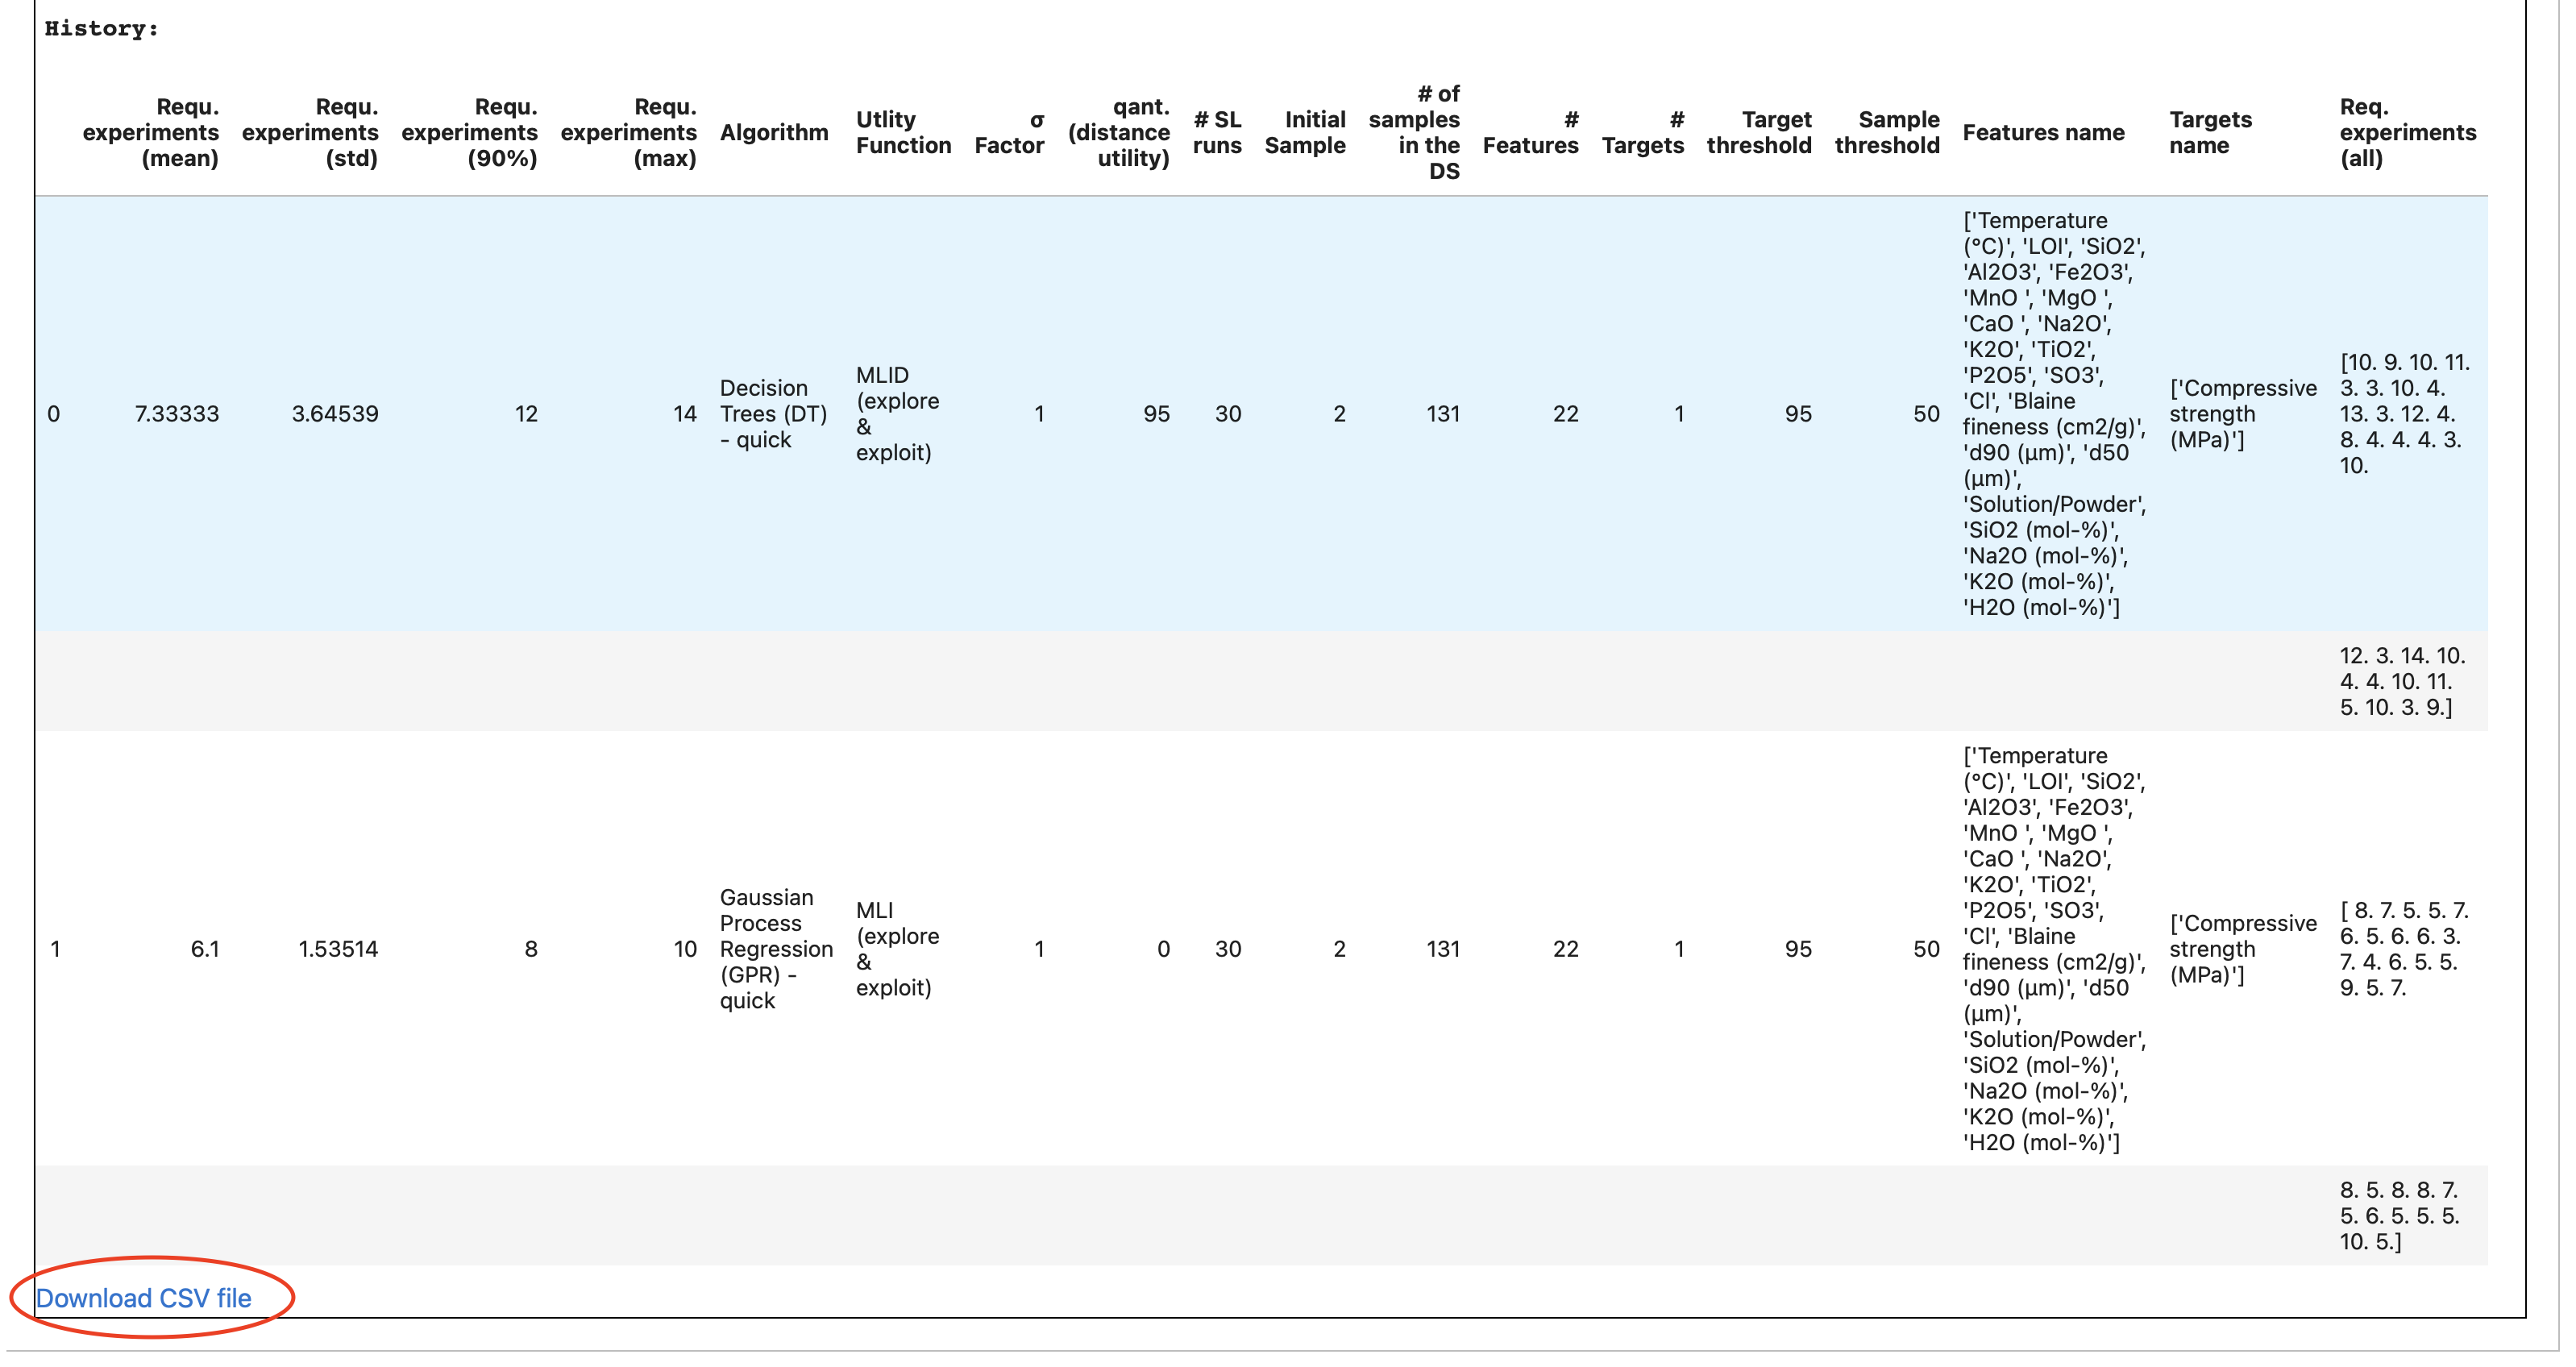 History:
Requ. experiments (mean) Requ. experiments (std) Requ. experiments (90%) Requ. experiments (max) Algorithm Utlity Function σ Factor qant. (distance utility) # SL runs Initial Sample # of samples in the DS # Features # Targets Target threshold Sample threshold Features name Targets name Req. experiments (all)
0 7.33333 3.64539 12 14
Decision
Trees (DT)
- quick
MLID
(explore
&
exploit)
1 95 30 2 131 22 1 95 50
['Temperature
(°C)', 'LOI', 'SiO2',
'Al2O3', 'Fe2O3',
'MnO ', 'MgO ',
'CaO ', 'Na2O',
'K2O', 'TiO2',
'P2O5', 'SO3',
'Cl', 'Blaine
fineness (cm2/g)',
'd90 (µm)', 'd50
(µm)',
'Solution/Powder',
'SiO2 (mol-%)',
'Na2O (mol-%)',
'K2O (mol-%)',
'H2O (mol-%)']
['Compressive
strength
(MPa)']
[10. 9. 10. 11.
3. 3. 10. 4.
13. 3. 12. 4.
8. 4. 4. 4. 3.
10.
12. 3. 14. 10.
4. 4. 10. 11.
5. 10. 3. 9.]
1 6.1 1.53514 8 10
Gaussian
Process
Regression
(GPR) -
quick
MLI
(explore
&
exploit)
1 0 30 2 131 22 1 95 50
['Temperature
(°C)', 'LOI', 'SiO2',
'Al2O3', 'Fe2O3',
'MnO ', 'MgO ',
'CaO ', 'Na2O',
'K2O', 'TiO2',
'P2O5', 'SO3',
'Cl', 'Blaine
fineness (cm2/g)',
'd90 (µm)', 'd50
(µm)',
'Solution/Powder',
'SiO2 (mol-%)',
'Na2O (mol-%)',
'K2O (mol-%)',
'H2O (mol-%)']
['Compressive
strength
(MPa)']
[ 8. 7. 5. 5. 7.
6. 5. 6. 6. 3.
7. 4. 6. 5. 5.
9. 5. 7.
8. 5. 8. 8. 7.
5. 6. 5. 5. 5.
10. 5.]
Download CSV file